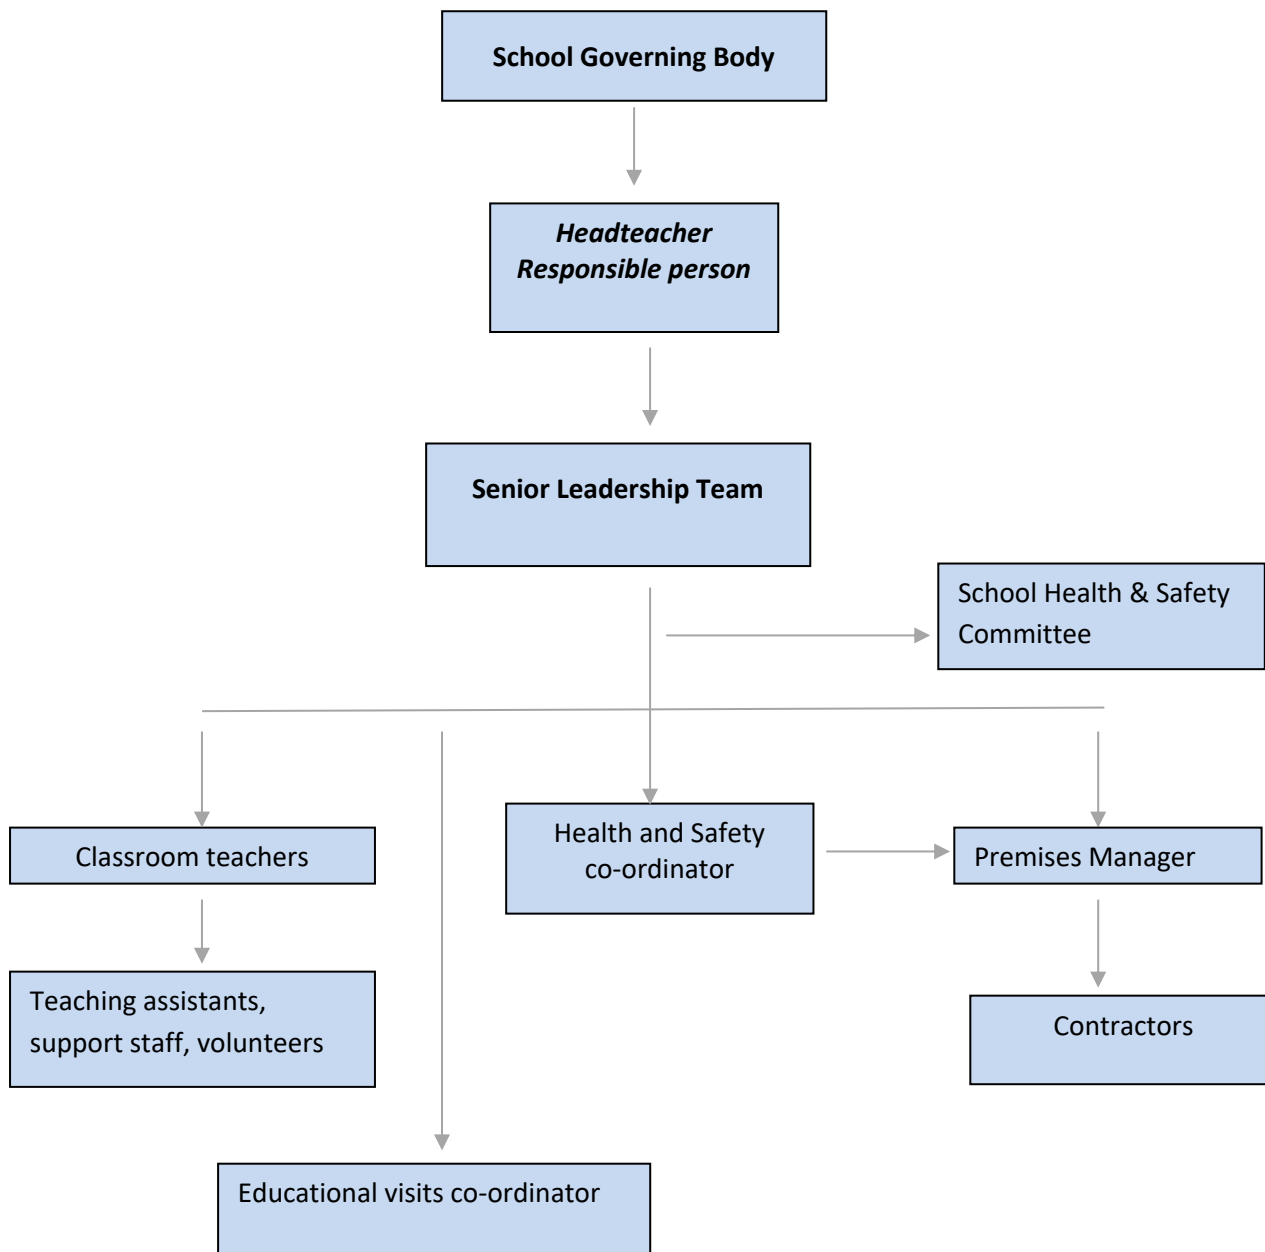 School Governing Body
Headteacher
Responsible person
Senior Leadership Team
School Health & Safety
Committee
Classroom teachers
Health and Safety
co-ordinator
Premises Manager
Teaching assistants,
support staff, volunteers
Contractors
Educational visits co-ordinator